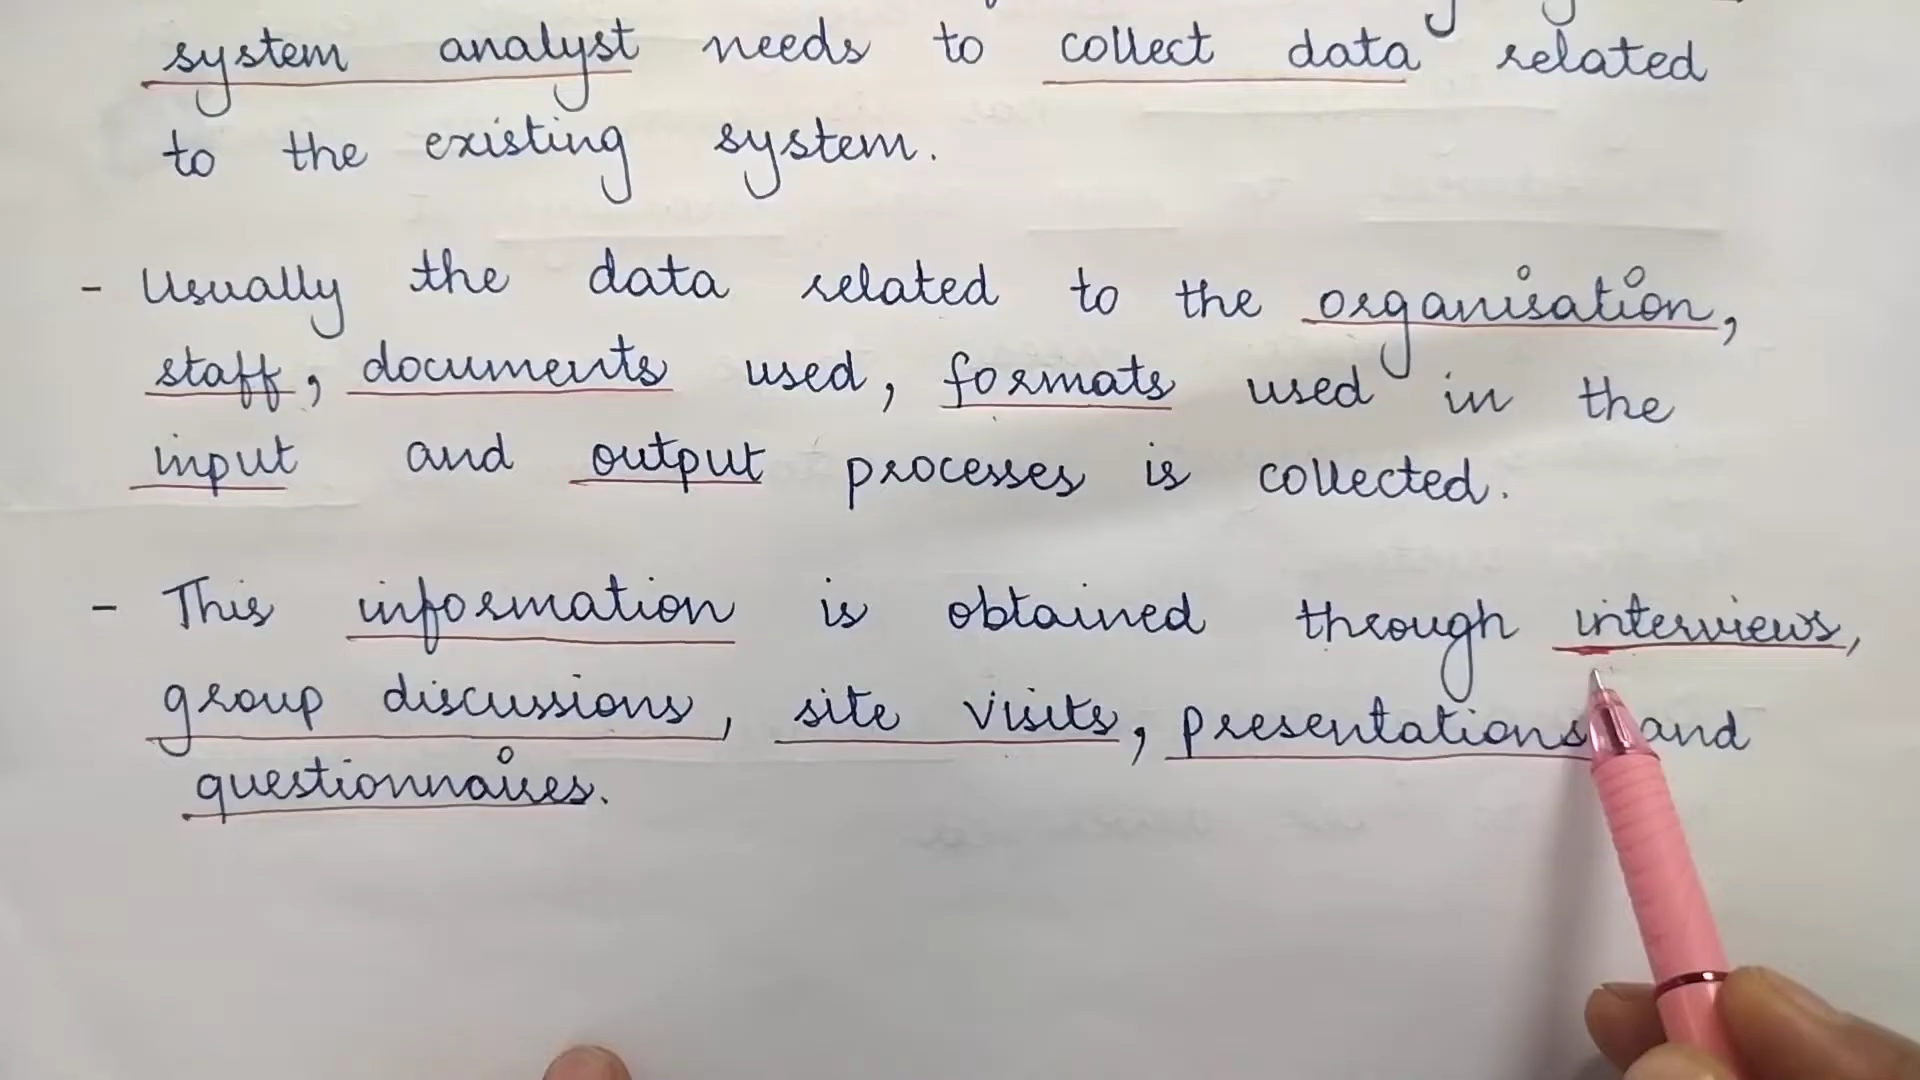 system analyst needs to collect data related
to the existing system.
- Usually the data related to the organisation,
staff, documents used, formats used in the
input and output processes is collected.
- This information is obtained through interviews,
group discussions, site visits, presentations and
questionnaires.